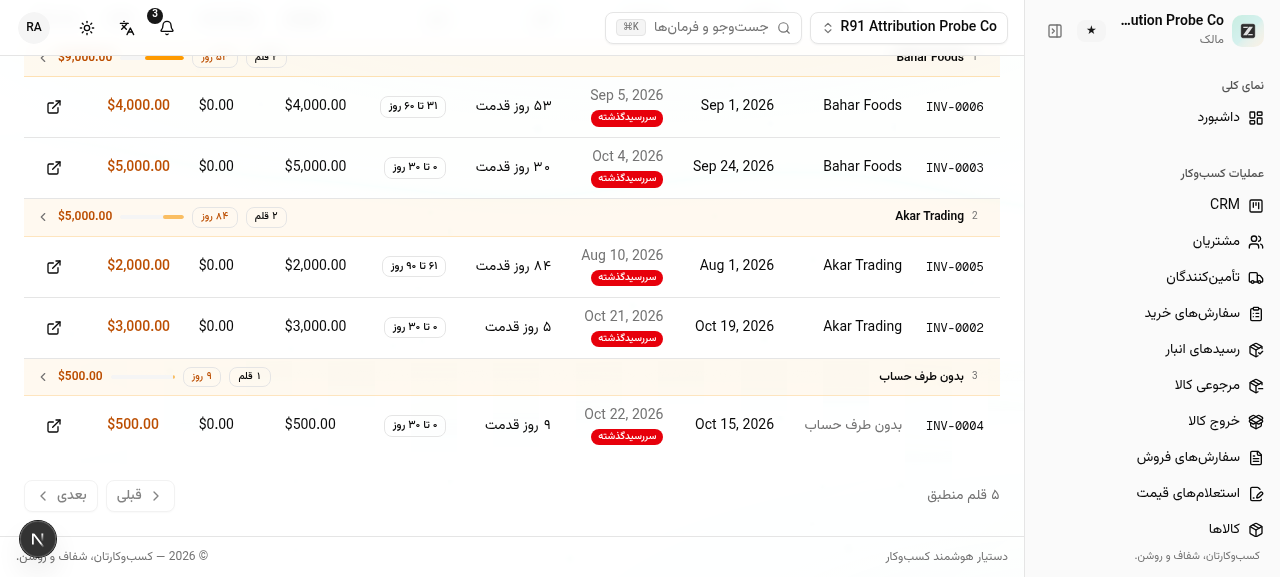 …ution Probe Co
مالک
نمای کلی
داشبورد
عملیات کسب‌وکار
CRM
مشتریان
تأمین‌کنندگان
سفارش‌های خرید
رسیدهای انبار
مرجوعی کالا
خروج کالا
سفارش‌های فروش
استعلام‌های قیمت
کالاها
کسب‌وکارتان، شفاف و روشن.
R91 Attribution Probe Co
جست‌وجو و فرمان‌ها ⌘K
3
RA
1 Bahar Foods ۲ قلم ۵۳ روز $9,000.00
INV-0006 Bahar Foods Sep 1, 2026 Sep 5, 2026 سررسیدگذشته ۵۳ روز قدمت ۳۱ تا ۶۰ روز $4,000.00 $0.00 $4,000.00
INV-0003 Bahar Foods Sep 24, 2026 Oct 4, 2026 سررسیدگذشته ۳۰ روز قدمت ۰ تا ۳۰ روز $5,000.00 $0.00 $5,000.00
2 Akar Trading ۲ قلم ۸۴ روز $5,000.00
INV-0005 Akar Trading Aug 1, 2026 Aug 10, 2026 سررسیدگذشته ۸۴ روز قدمت ۶۱ تا ۹۰ روز $2,000.00 $0.00 $2,000.00
INV-0002 Akar Trading Oct 19, 2026 Oct 21, 2026 سررسیدگذشته ۵ روز قدمت ۰ تا ۳۰ روز $3,000.00 $0.00 $3,000.00
3 بدون طرف حساب ۱ قلم ۹ روز $500.00
INV-0004 بدون طرف حساب Oct 15, 2026 Oct 22, 2026 سررسیدگذشته ۹ روز قدمت ۰ تا ۳۰ روز $500.00 $0.00 $500.00
۵ قلم منطبق
قبلی
بعدی
دستیار هوشمند کسب‌وکار
© 2026 — کسب‌وکارتان، شفاف و روشن.
N